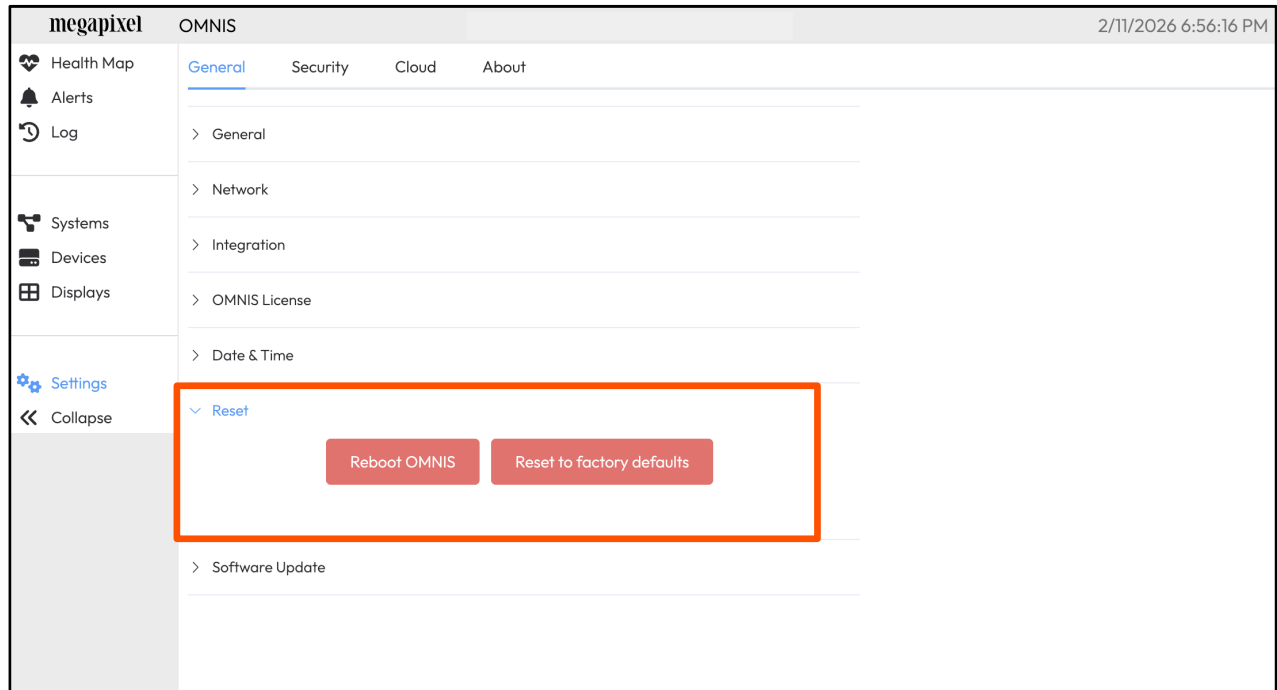 megapixel OMNIS 2/11/2026 6:56:16 PM
Health Map
Alerts
Log
Systems
Devices
Displays
Settings
Collapse
General Security Cloud About
General
Network
Integration
OMNIS License
Date & Time
Reset
Reboot OMNIS Reset to factory defaults
Software Update